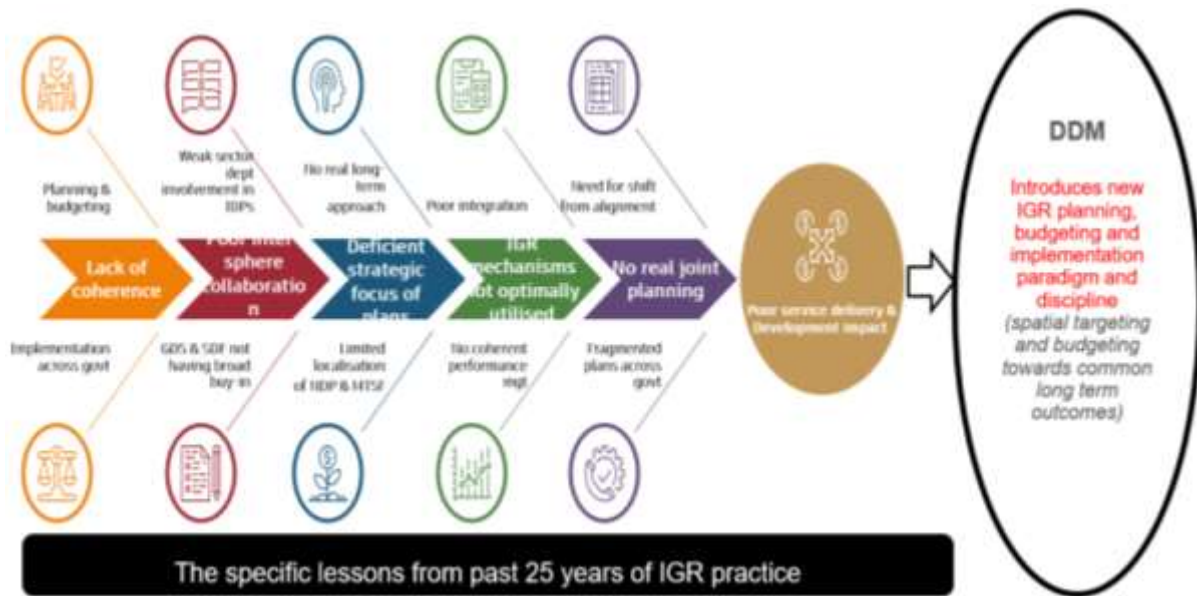 Planning &
budgeting
Weak sector
dept
involvement in
IDPs
No real long-
term
approach
Poor integration
Need for shift
from alignment
Lack of
coherence
Poor inter
sphere
collaboratio
n
Deficient
strategic
focus of
plans
IGR
mechanisms
not optimally
utilised
No real joint
planning
Poor service delivery &
Development impact
Implementation
across govt
GDS & SDF not
having broad
buy-in
Limited
localisation
of NDP & MTSF
No coherent
performance
mgt
Fragmented
plans across
govt
DDM
Introduces new
IGR planning,
budgeting and
implementation
paradigm and
discipline
(spatial targeting
and budgeting
towards common
long term
outcomes)
The specific lessons from past 25 years of IGR practice